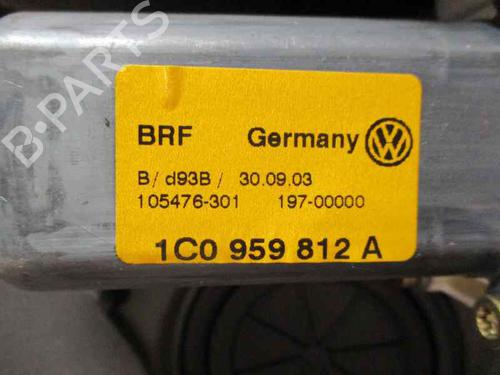 B-PARTS
BRF Germany
B/ d93B / 30.09.03
105476-301 197-00000
1C0 959 812 A